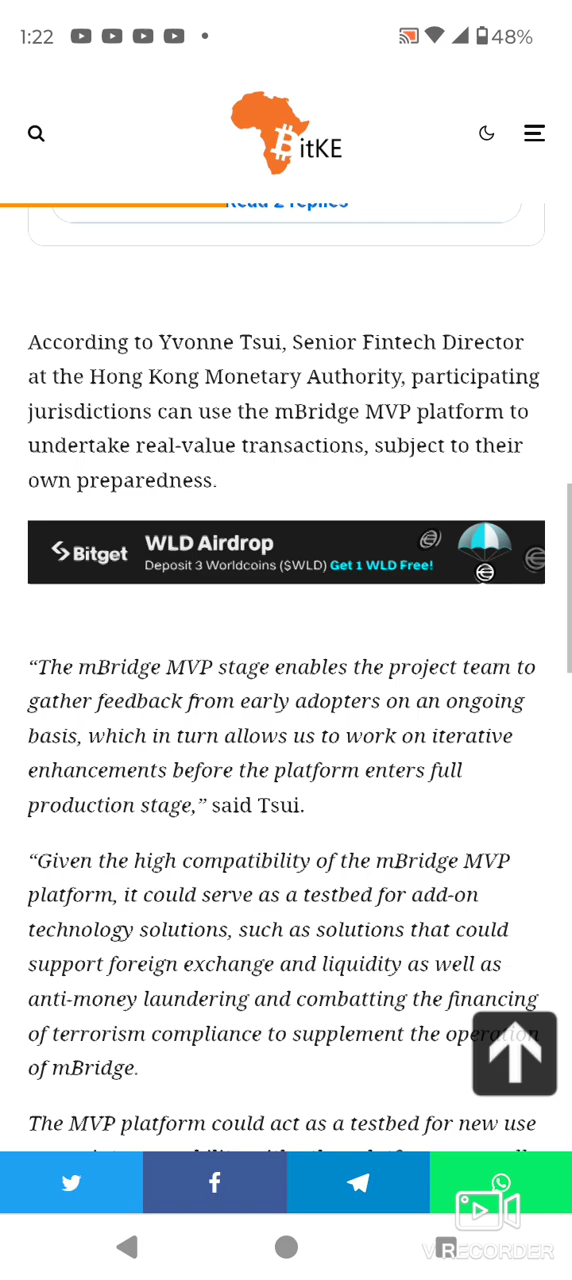 1:22
48%
itKE
Read 2 replies
According to Yvonne Tsui, Senior Fintech Director
at the Hong Kong Monetary Authority, participating
jurisdictions can use the mBridge MVP platform to
undertake real-value transactions, subject to their
own preparedness.
Bitget
WLD Airdrop
Deposit 3 Worldcoins ($WLD) Get 1 WLD Free!
“The mBridge MVP stage enables the project team to
gather feedback from early adopters on an ongoing
basis, which in turn allows us to work on iterative
enhancements before the platform enters full
production stage,” said Tsui.
“Given the high compatibility of the mBridge MVP
platform, it could serve as a testbed for add-on
technology solutions, such as solutions that could
support foreign exchange and liquidity as well as
anti-money laundering and combatting the financing
of terrorism compliance to supplement the operation
of mBridge.
The MVP platform could act as a testbed for new use
VRECORDER